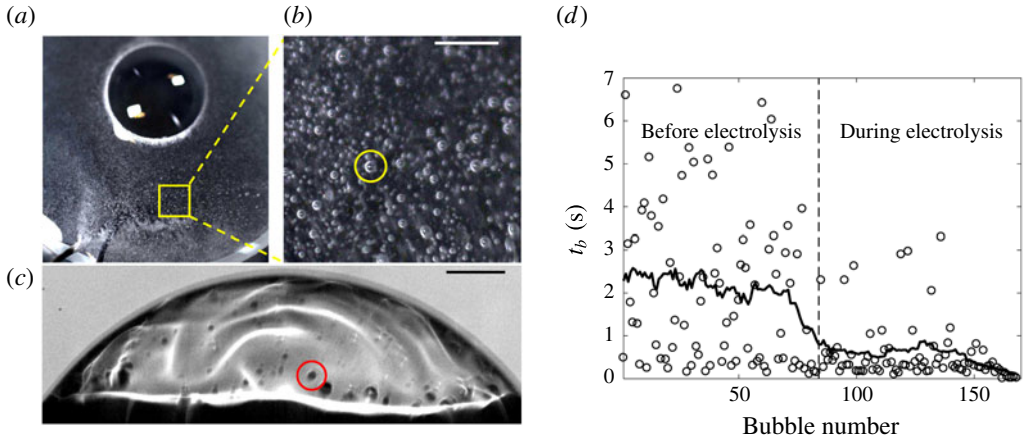 (a)
(b)
(c)
(d)
7
6
5
4
3
2
1
0
t_b (s)
Before electrolysis
During electrolysis
50
100
150
Bubble number